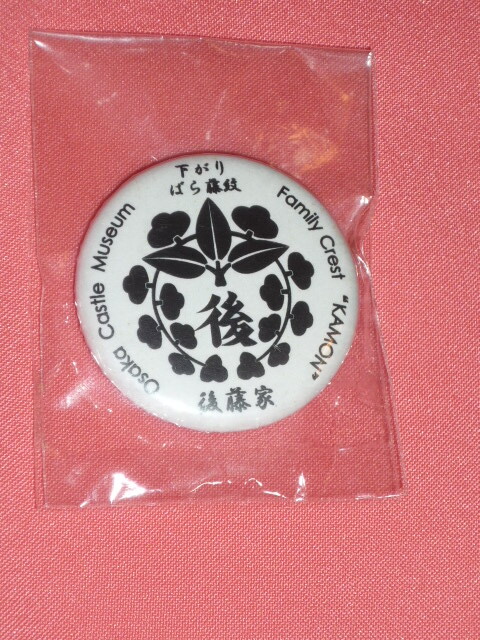 下がり
ばら藤紋
Osaka Castle Museum
Family Crest "KAMON"
後
後藤家